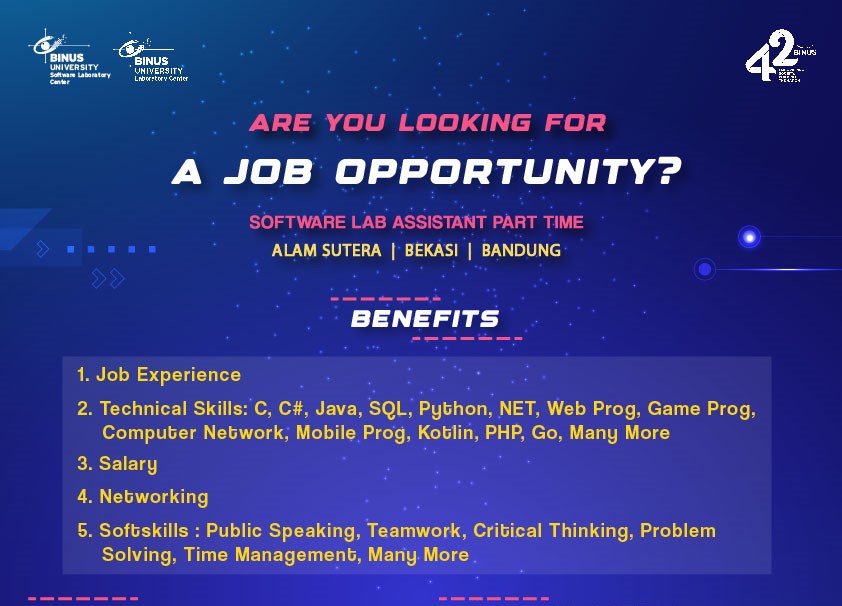 BINUS
UNIVERSITY
Software Laboratory
Center
BINUS
UNIVERSITY
Laboratory Center
42
BINUS
ARE YOU LOOKING FOR
A JOB OPPORTUNITY?
SOFTWARE LAB ASSISTANT PART TIME
ALAM SUTERA | BEKASI | BANDUNG
BENEFITS
1. Job Experience
2. Technical Skills: C, C#, Java, SQL, Python, NET, Web Prog, Game Prog,
Computer Network, Mobile Prog, Kotlin, PHP, Go, Many More
3. Salary
4. Networking
5. Softskills : Public Speaking, Teamwork, Critical Thinking, Problem
Solving, Time Management, Many More